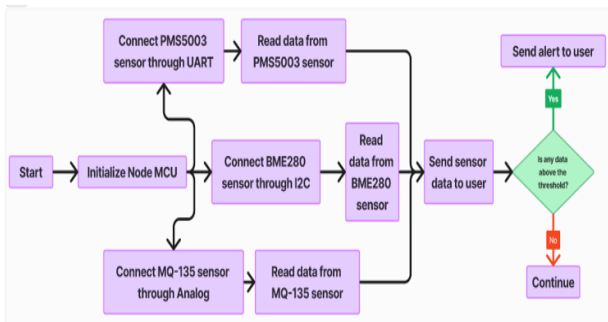 Connect PMS5003
sensor through UART
Read data from
PMS5003 sensor
Send alert to user
Yes
Start
Initialize Node MCU
Connect BME280
sensor through I2C
Read
data from
BME280
sensor
Send sensor
data to user
Is any data
above the
threshold?
No
Connect MQ-135 sensor
through Analog
Read data from
MQ-135 sensor
Continue